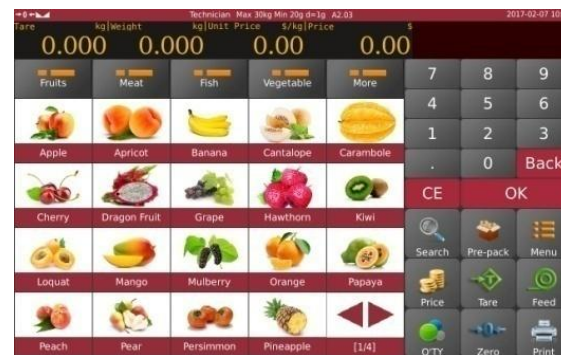 →0← Technician Max 30kg Min 20g d=1g A2.03 2017-02-07 10
Tare kg|Weight kg|Unit Price $/kg|Price $
0.000 0.000 0.00 0.00
Fruits Meat Fish Vegetable More
7 8 9
4 5 6
1 2 3
Apple Apricot Banana Cantalope Carambole
. 0 Back
CE OK
Cherry Dragon Fruit Grape Hawthorn Kiwi
Search Pre-pack Menu
Loquat Mango Mulberry Orange Papaya
Price Tare Feed
Peach Pear Persimmon Pineapple [1/4]
Q'TY Zero Print